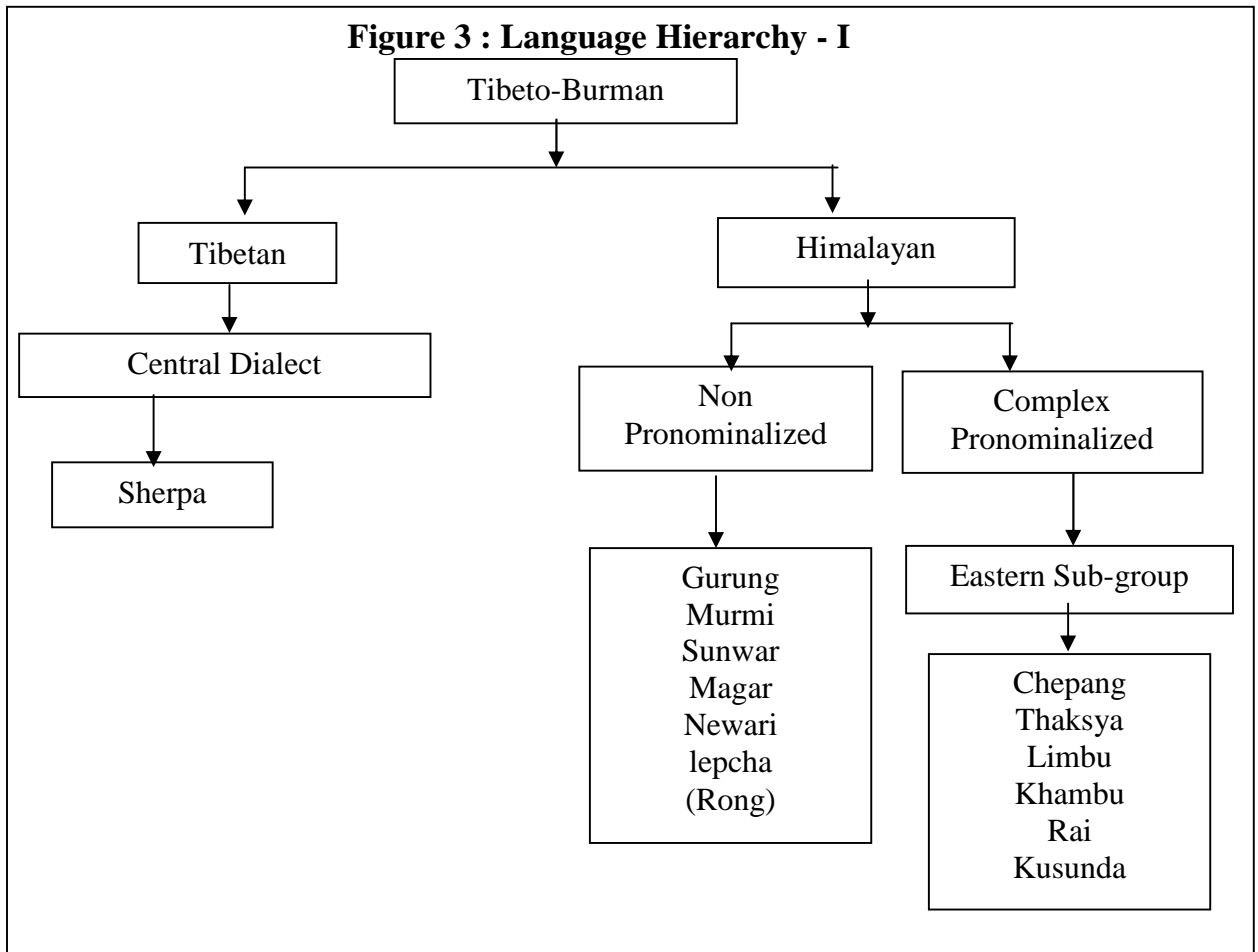 Figure 3 : Language Hierarchy - I
Tibeto-Burman
Tibetan
Himalayan
Central Dialect
Non
Pronominalized
Complex
Pronominalized
Sherpa
Eastern Sub-group
Gurung
Murmi
Sunwar
Magar
Newari
lepcha
(Rong)
Chepang
Thaksya
Limbu
Khambu
Rai
Kusunda